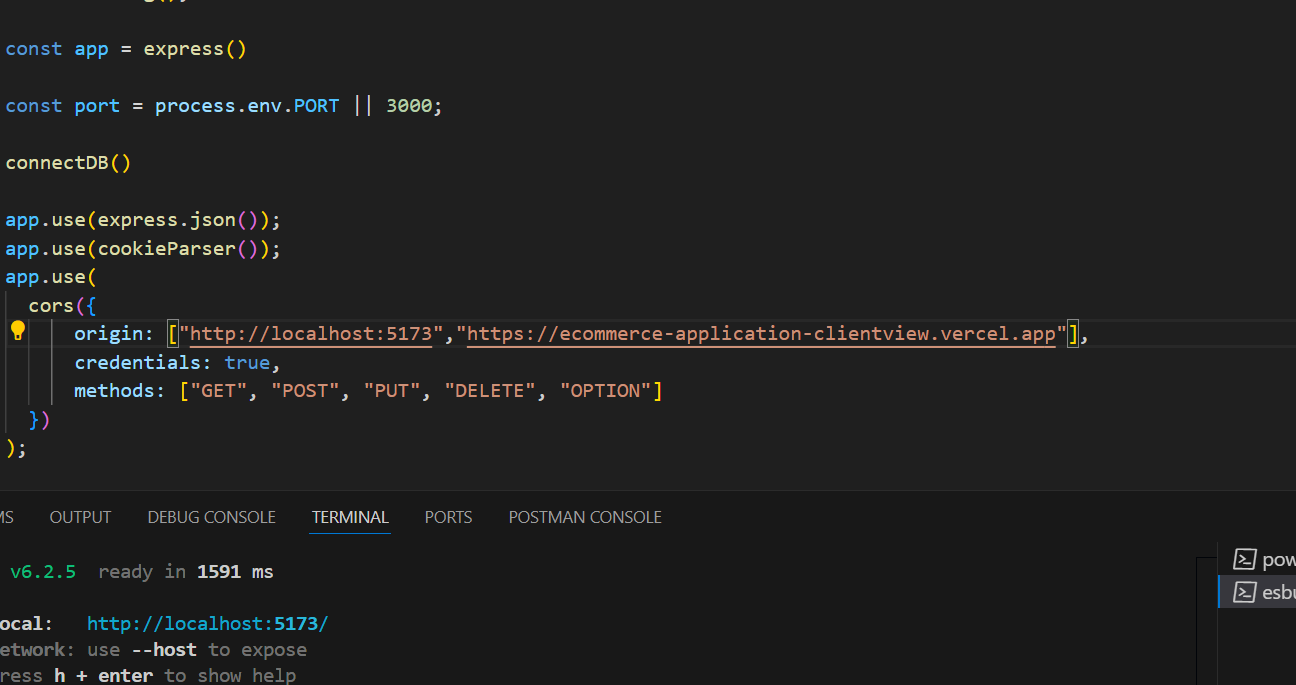 const app = express()
const port = process.env.PORT || 3000;
connectDB()
app.use(express.json());
app.use(cookieParser());
app.use(
cors({
origin: ["http://localhost:5173","https://ecommerce-application-clientview.vercel.app"],
credentials: true,
methods: ["GET", "POST", "PUT", "DELETE", "OPTION"]
})
);
MS OUTPUT DEBUG CONSOLE TERMINAL PORTS POSTMAN CONSOLE
v6.2.5 ready in 1591 ms
ocal: http://localhost:5173/
etwork: use --host to expose
ress h + enter to show help
pow
esbu